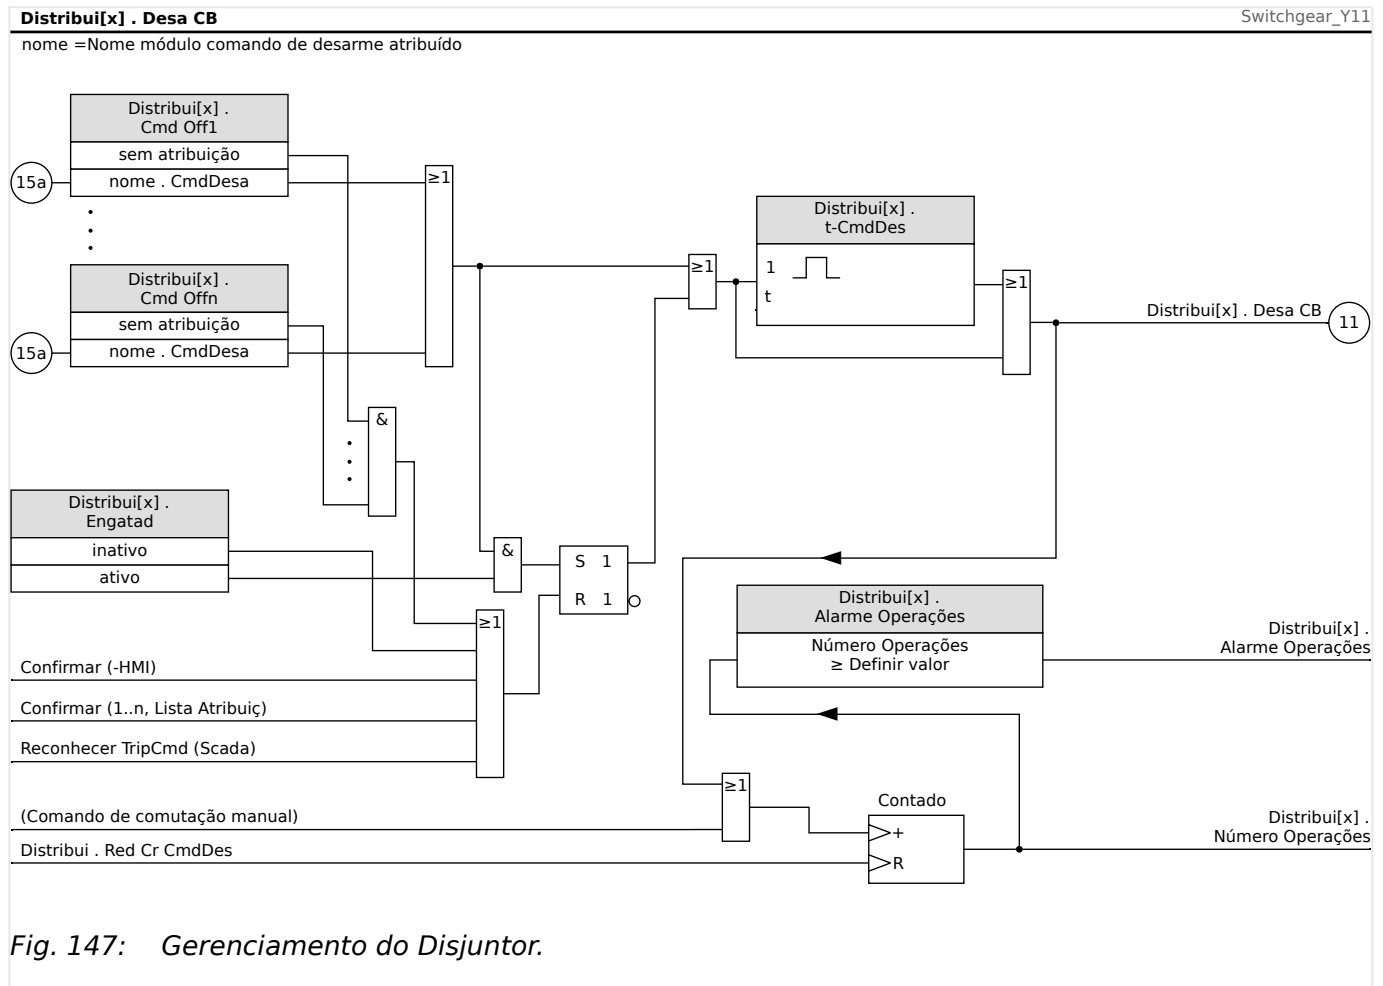 Distribui[x] . Desa CB
Switchgear_Y11
nome =Nome módulo comando de desarme atribuído
Distribui[x] .
Cmd Off1
sem atribuição
15a
nome . CmdDesa
≥1
Distribui[x] .
t-CmdDes
1
t
≥1
≥1
Distribui[x] . Desa CB
11
Distribui[x] .
Cmd Offn
sem atribuição
15a
nome . CmdDesa
&
Distribui[x] .
Engatad
inativo
ativo
&
S 1
R 1
≥1
Distribui[x] .
Alarme Operações
Número Operações
≥ Definir valor
Distribui[x] .
Alarme Operações
Confirmar (-HMI)
Confirmar (1..n, Lista Atribuiç)
Reconhecer TripCmd (Scada)
≥1
(Comando de comutação manual)
Distribui . Red Cr CmdDes
Contado
+
R
Distribui[x] .
Número Operações
Fig. 147: Gerenciamento do Disjuntor.